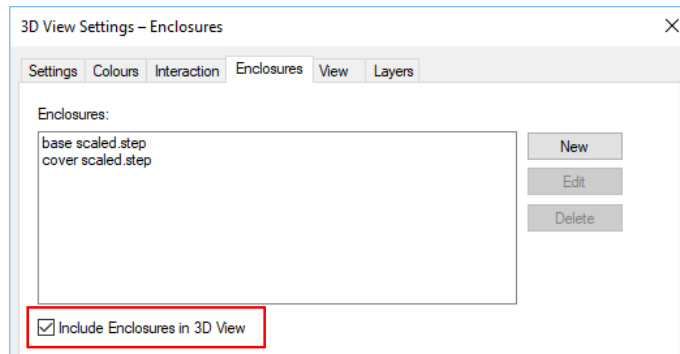 3D View Settings – Enclosures
Settings Colours Interaction Enclosures View Layers
Enclosures:
base scaled.step
cover scaled.step
New
Edit
Delete
Include Enclosures in 3D View